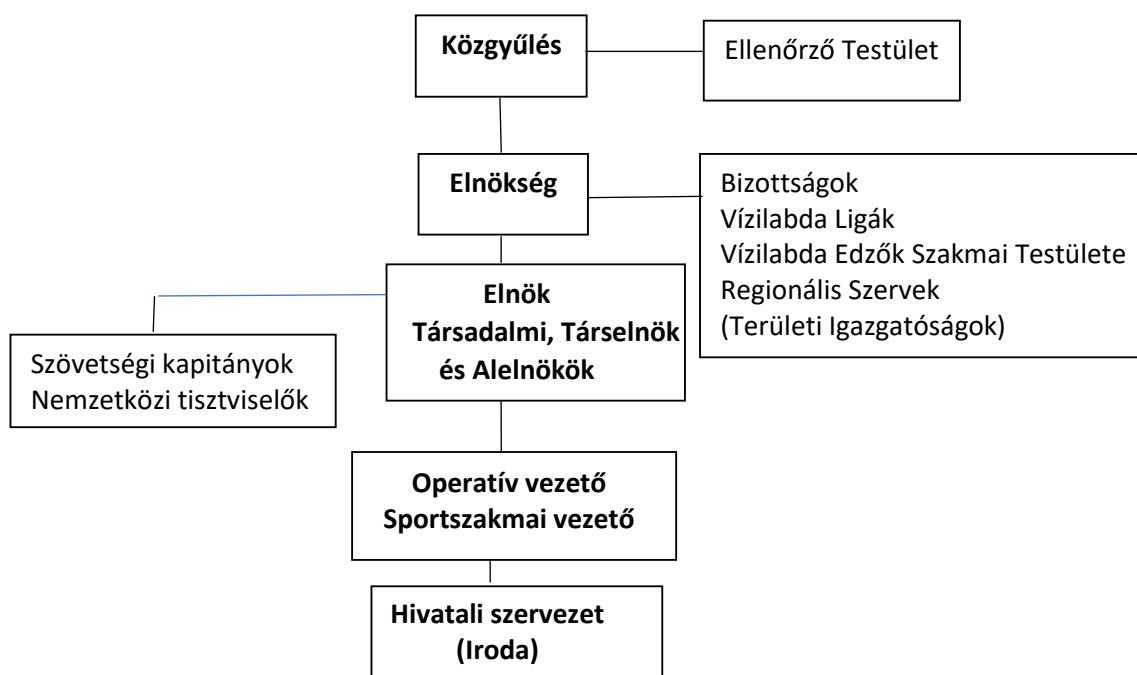 Közgyűlés
Ellenőrző Testület
Elnökség
Bizottságok
Vízilabda Ligák
Vízilabda Edzők Szakmai Testülete
Regionális Szervek
(Területi Igazgatóságok)
Elnök
Társadalmi, Társelnök
és Alelnökök
Szövetségi kapitányok
Nemzetközi tisztviselők
Operatív vezető
Sportszakmai vezető
Hivatali szervezet
(Iroda)